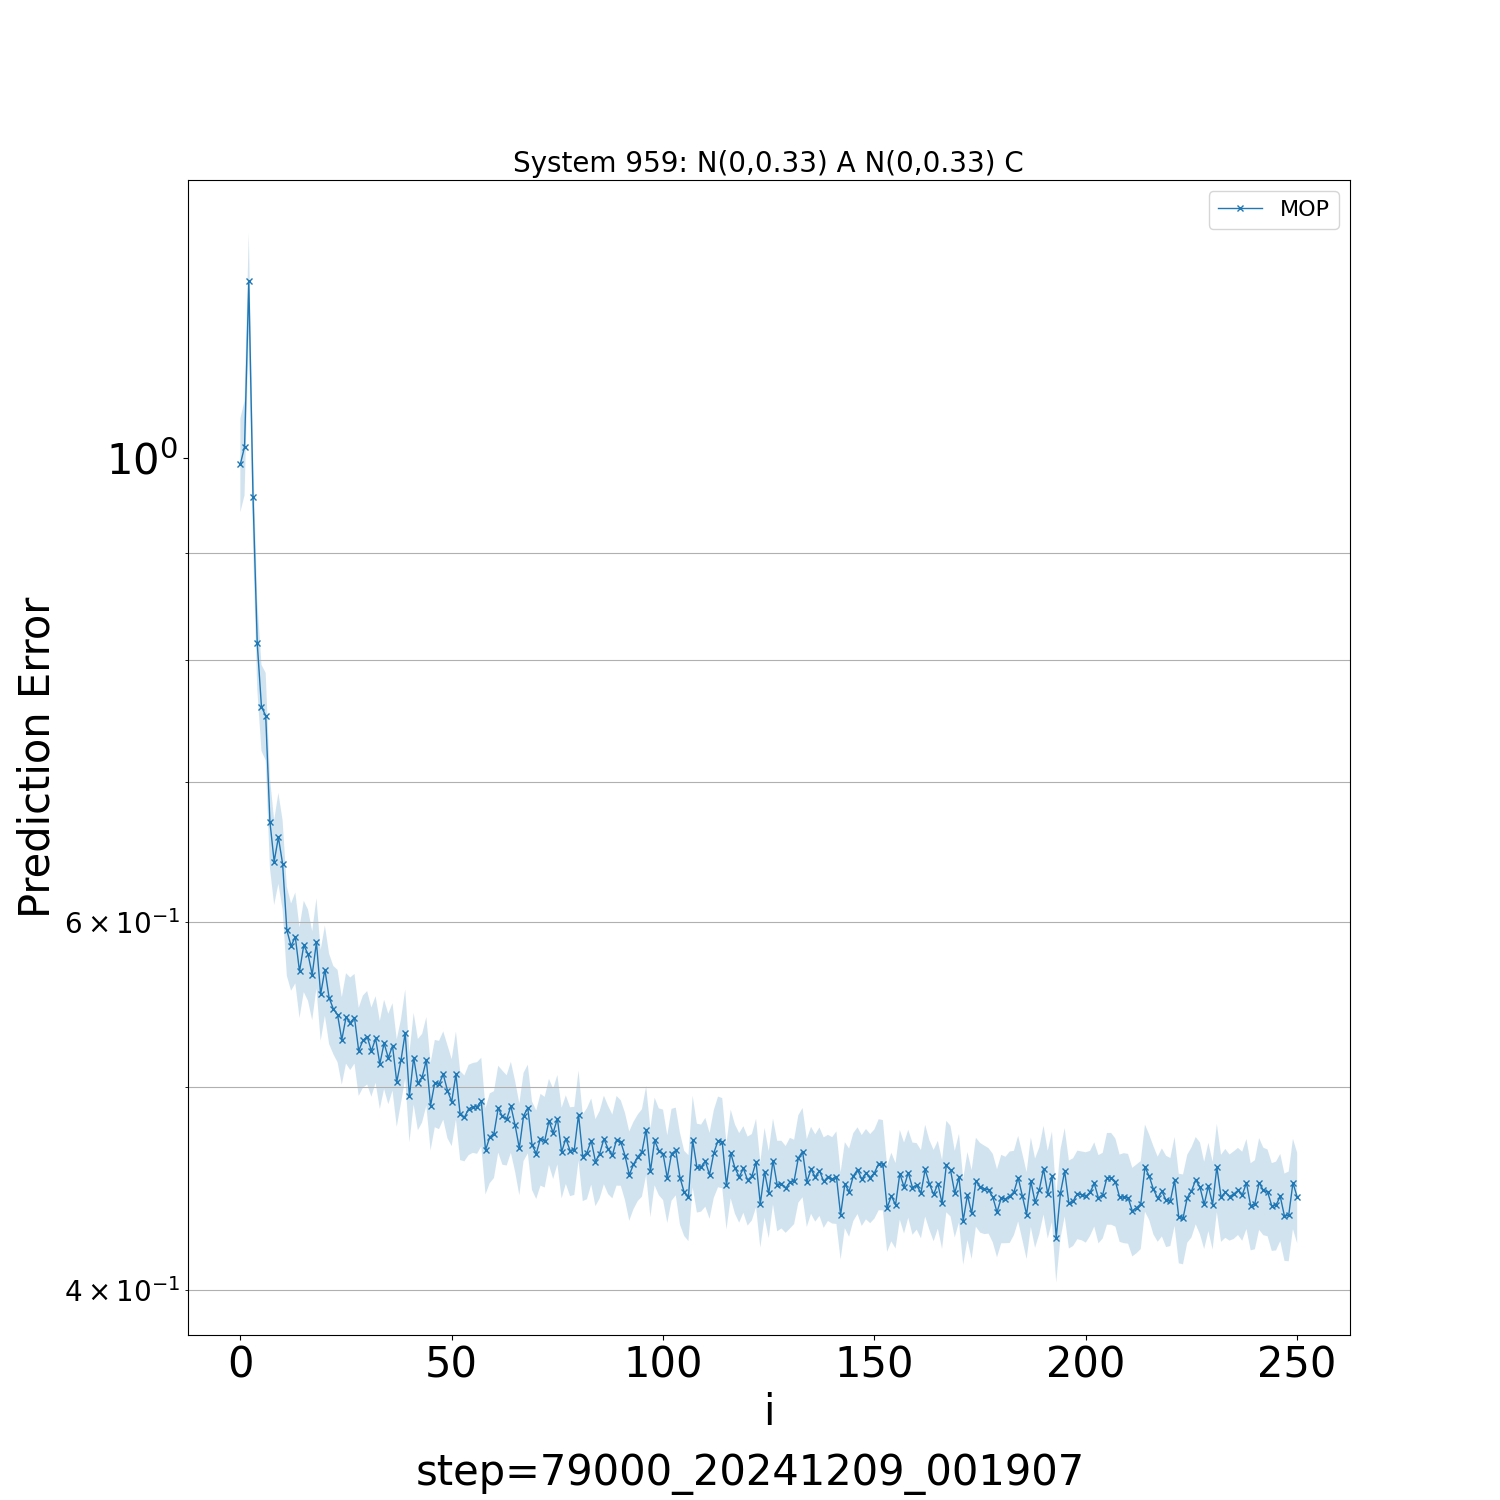 System 959: N(0,0.33) A N(0,0.33) C
MOP
Prediction Error
10⁰
6 × 10⁻¹
4 × 10⁻¹
0 50 100 150 200 250
i
step=79000_20241209_001907